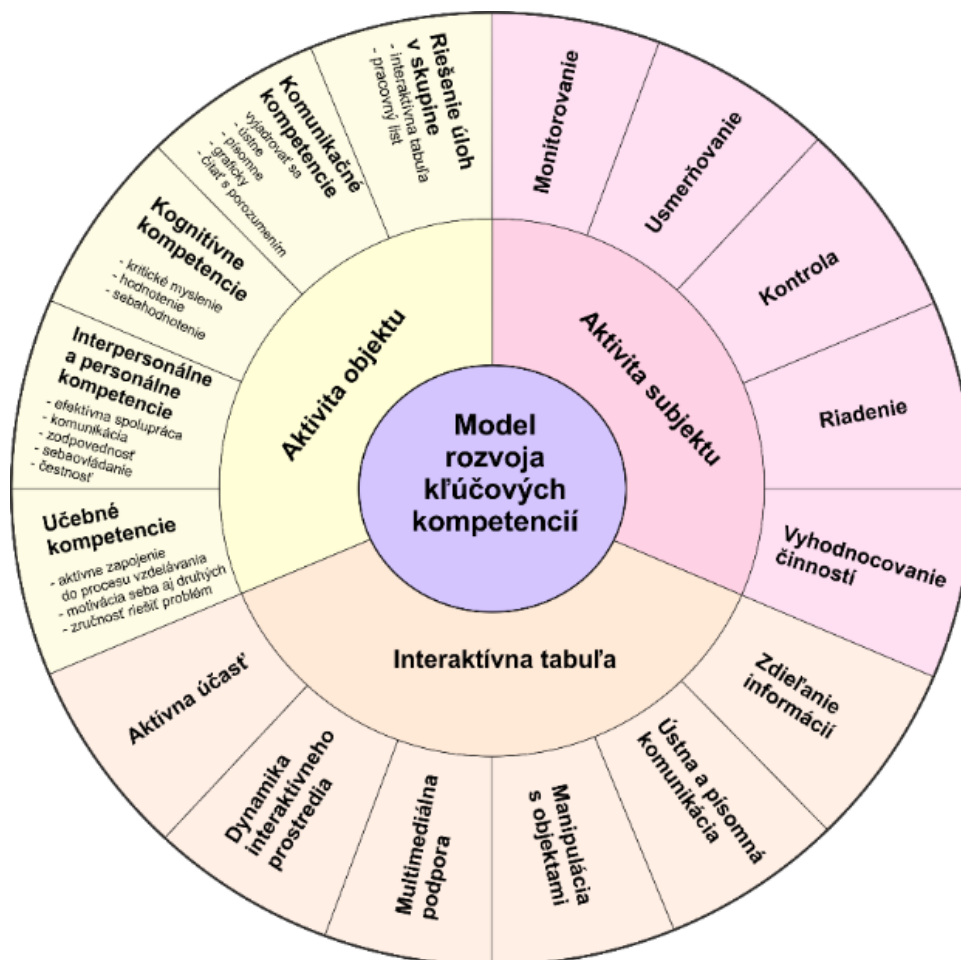 Model
rozvoja
kľúčových
kompetencií
Aktivita objektu
Aktivita subjektu
Interaktívna tabuľa
Riešenie úloh
v skupine
- interaktívna tabuľa
- pracovný list
Komunikačné
kompetencie
vyjadrovať sa
- ústne
- písomne
- graficky
- čítať s porozumením
Kognitívne
kompetencie
- kritické myslenie
- hodnotenie
- sebahodnotenie
Interpersonálne
a personálne
kompetencie
- efektívna spolupráca
- komunikácia
- zodpovednosť
- sebaovládanie
- čestnosť
Učebné
kompetencie
- aktívne zapojenie
do procesu vzdelávania
- motivácia seba aj druhých
- zručnosť riešiť problém
Monitorovanie
Usmerňovanie
Kontrola
Riadenie
Vyhodnocovanie
činností
Zdieľanie
informácií
Ústna a písomná
komunikácia
Manipulácia
s objektami
Multimediálna
podpora
Dynamika
interaktívneho
prostredia
Aktívna účasť